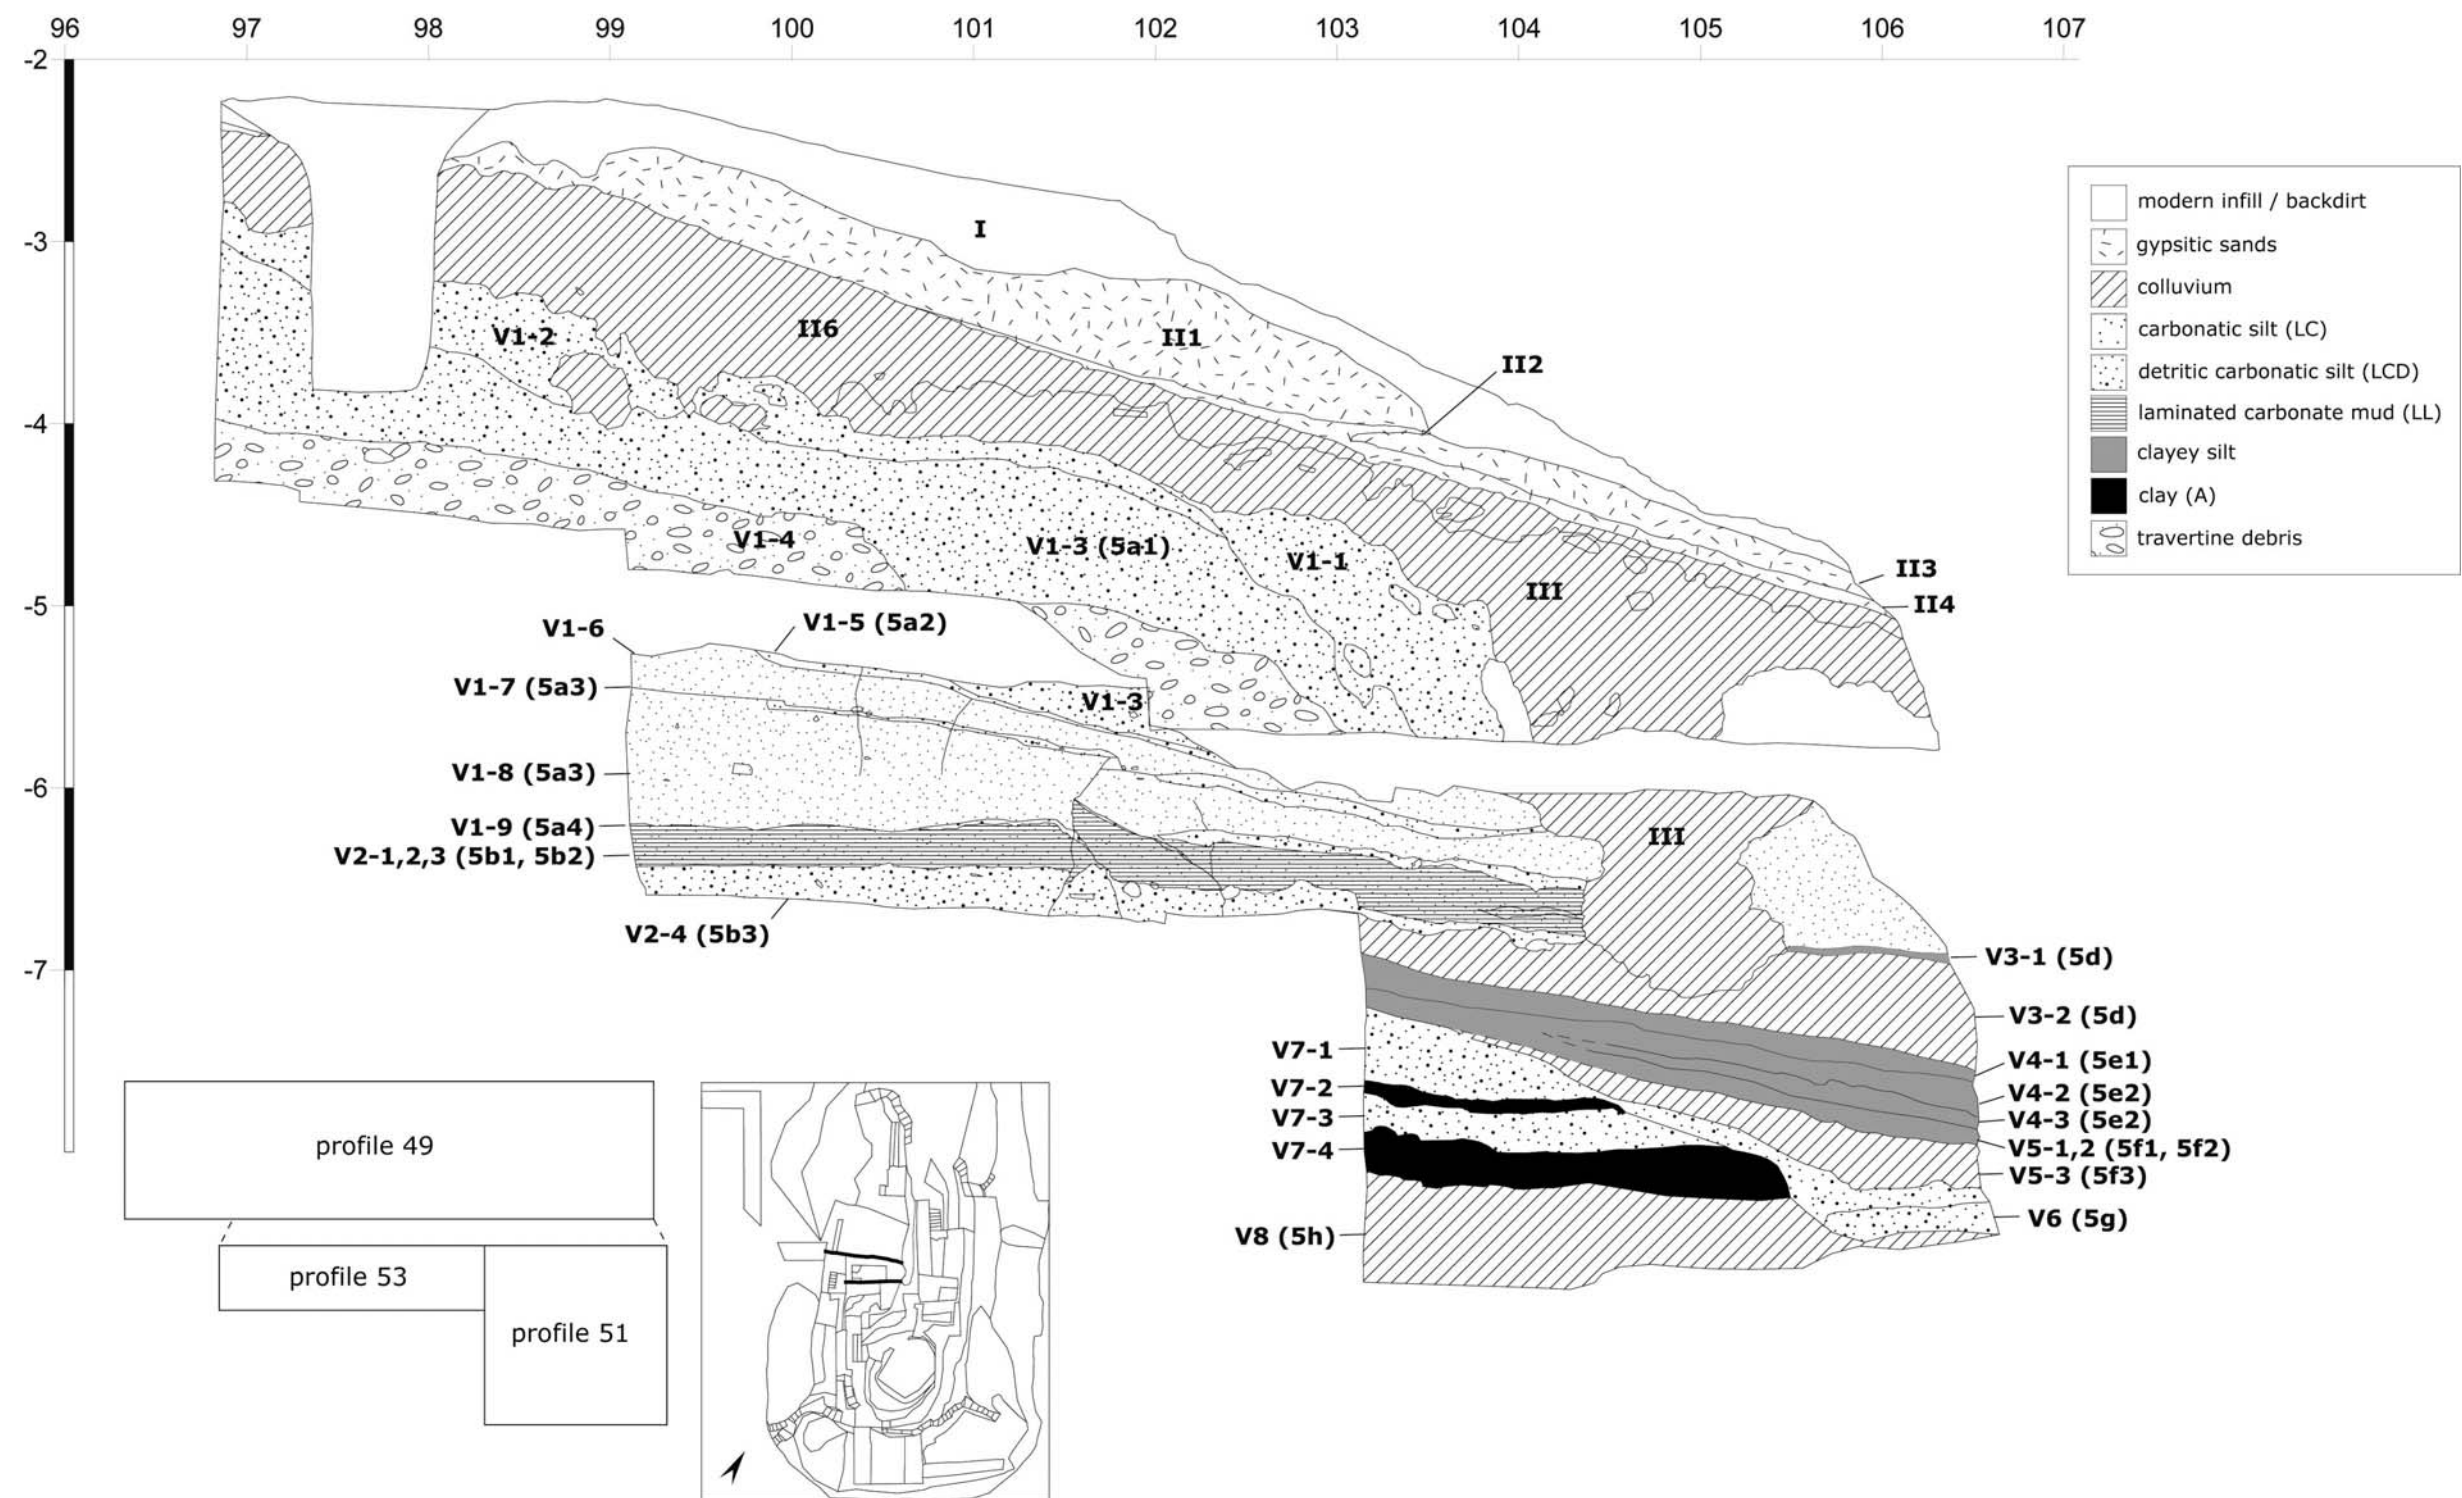 96 97 98 99 100 101 102 103 104 105 106 107
-2
modern infill / backdirt
I
-3
gypsitic sands
colluvium
V1-2
II6
II1
carbonatic silt (LC)
II2
detritic carbonatic silt (LCD)
-4
laminated carbonate mud (LL)
clayey silt
clay (A)
V1-4
V1-3 (5a1)
V1-1
travertine debris
III
II3
-5
II4
V1-6
V1-5 (5a2)
V1-7 (5a3)
V1-3
V1-8 (5a3)
-6
V1-9 (5a4)
III
V2-1,2,3 (5b1, 5b2)
V2-4 (5b3)
-7
V3-1 (5d)
V3-2 (5d)
V7-1
V4-1 (5e1)
V7-2
V4-2 (5e2)
V7-3
V4-3 (5e2)
V7-4
V5-1,2 (5f1, 5f2)
V5-3 (5f3)
V8 (5h)
V6 (5g)
profile 49
profile 53
profile 51